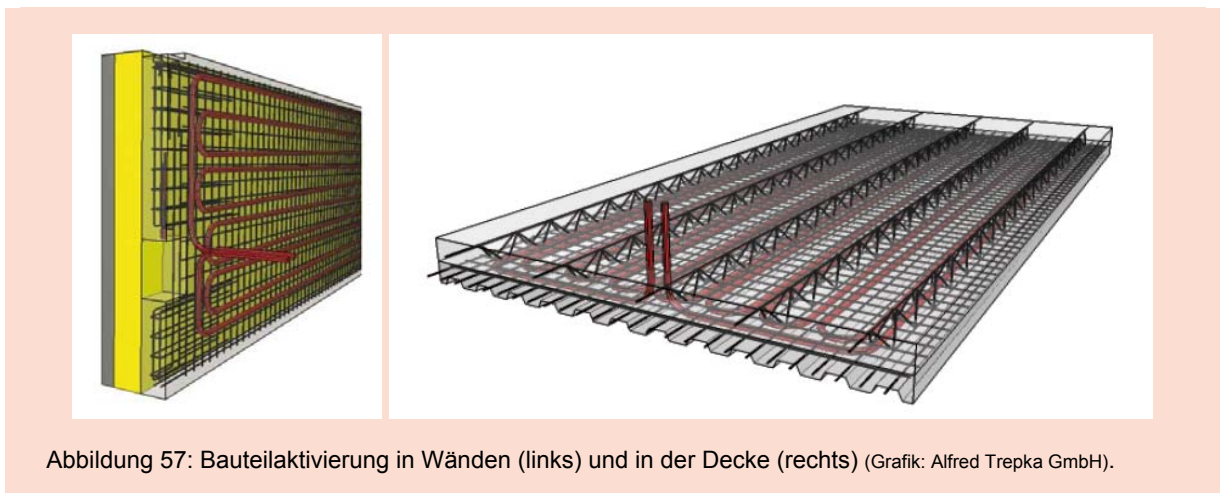 Abbildung 57: Bauteilaktivierung in Wänden (links) und in der Decke (rechts) (Grafik: Alfred Trepka GmbH).